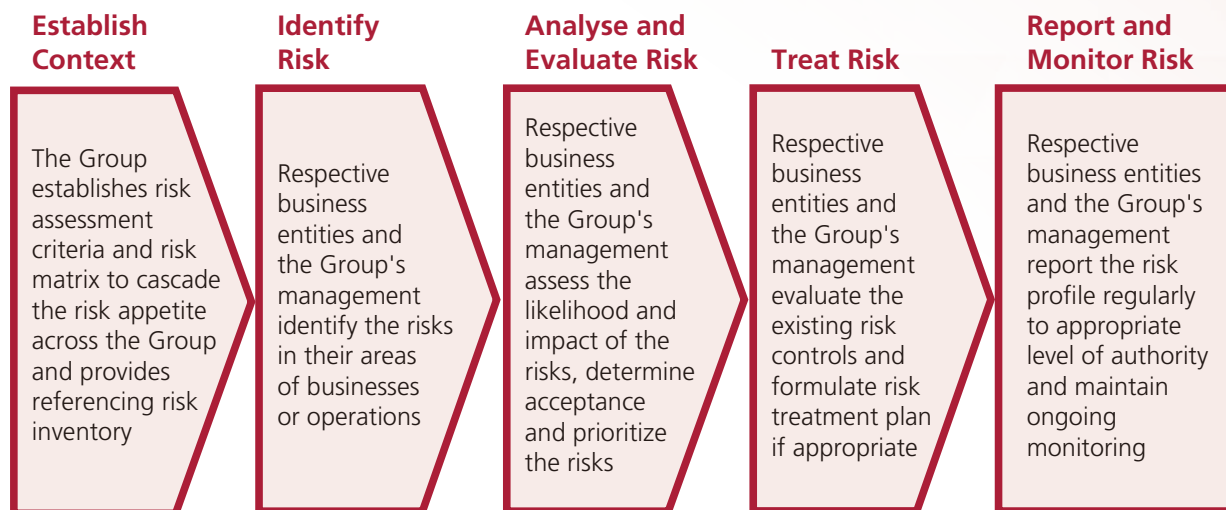 Establish
Context
The Group
establishes risk
assessment
criteria and risk
matrix to cascade
the risk appetite
across the Group
and provides
referencing risk
inventory
Identify
Risk
Respective
business
entities and
the Group's
management
identify the risks
in their areas
of businesses
or operations
Analyse and
Evaluate Risk
Respective
business
entities and
the Group's
management
assess the
likelihood and
impact of the
risks, determine
acceptance
and prioritize
the risks
Treat Risk
Respective
business
entities and
the Group's
management
evaluate the
existing risk
controls and
formulate risk
treatment plan
if appropriate
Report and
Monitor Risk
Respective
business entities
and the Group's
management
report the risk
profile regularly
to appropriate
level of authority
and maintain
ongoing
monitoring